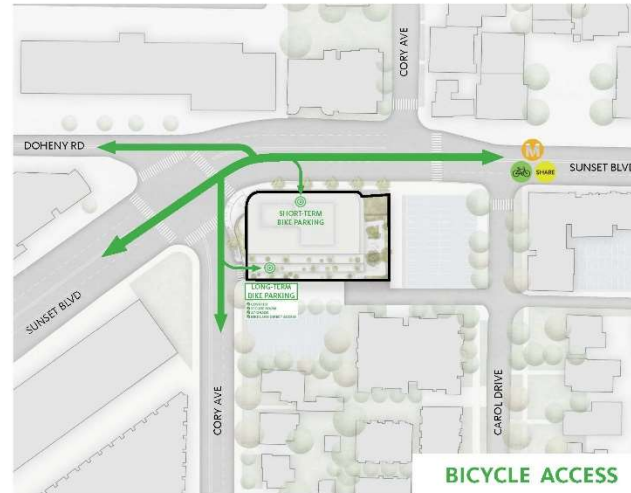 CORY AVE
DOHENY RD
M
SHARE
SUNSET BLVD
SHORT-TERM
BIKE PARKING
LONG-TERM
BIKE PARKING
SUNSET BLVD
CORY AVE
CAROL DRIVE
BICYCLE ACCESS